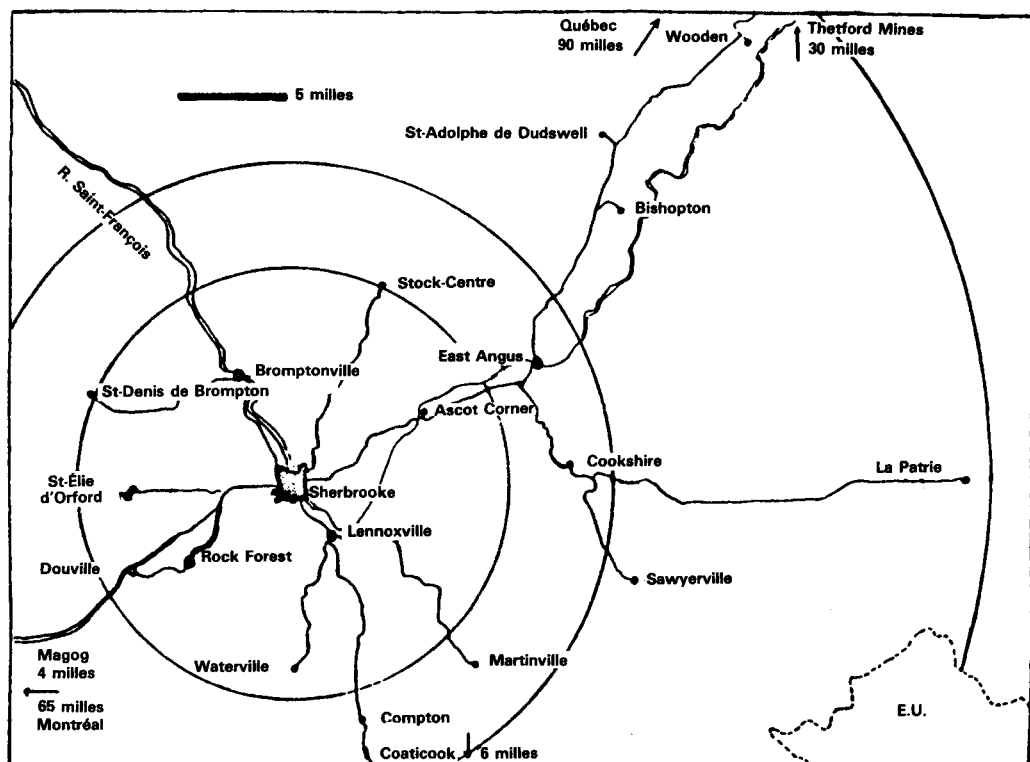 Québec
90 milles
Wooden
Thetford Mines
30 milles
5 milles
St-Adolphe de Dudswell
R. Saint-François
Bishopton
Stock-Centre
East Angus
Bromptonville
St-Denis de Brompton
Ascot Corner
Cookshire
La Patrie
St-Élie
d'Orford
Sherbrooke
Lennoxville
Rock Forest
Douville
Sawyerville
Magog
4 milles
Waterville
Martinville
65 milles
Montréal
Compton
E.U.
Coaticook
6 milles